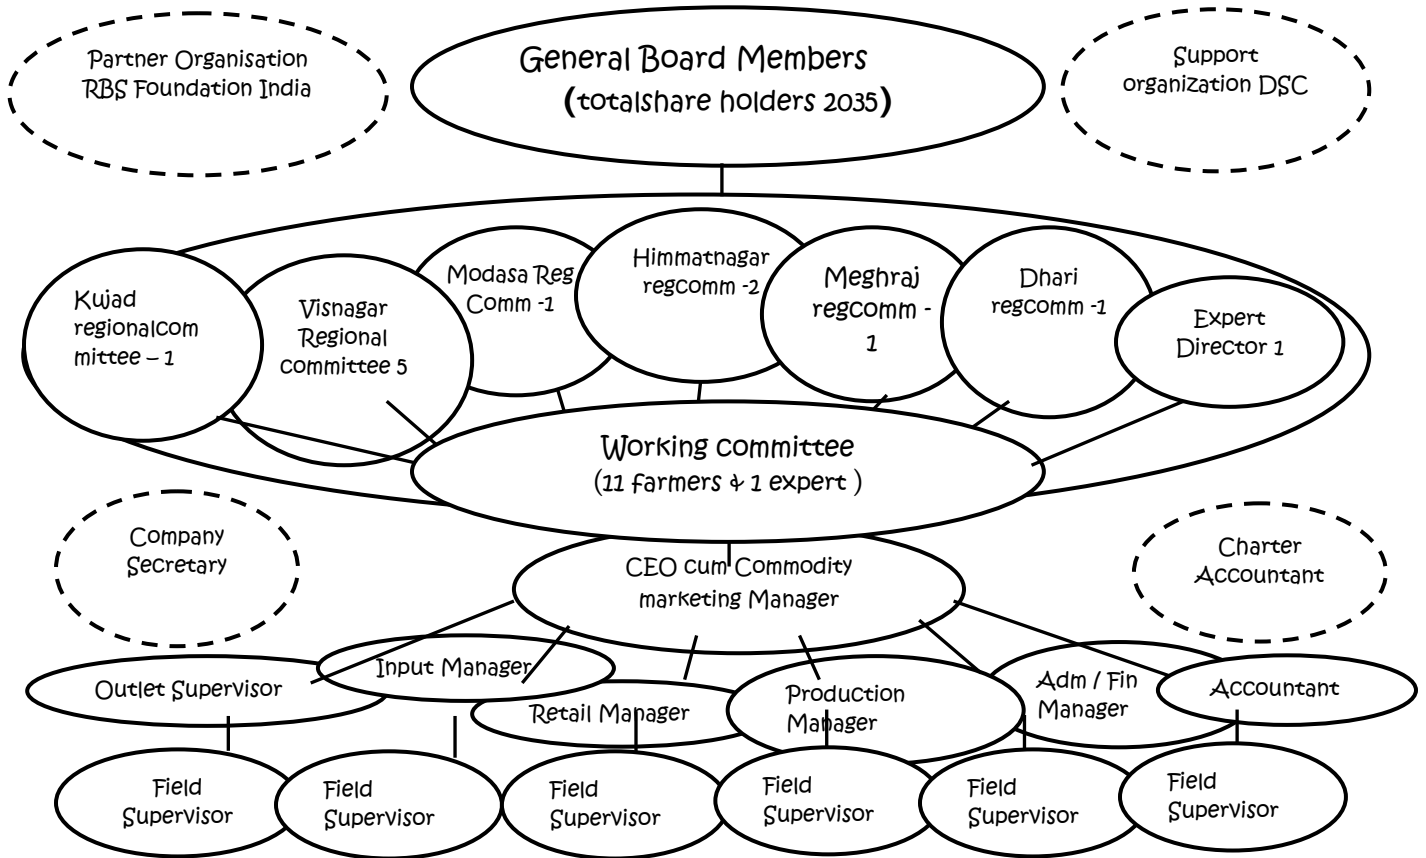 Partner Organisation
RBS Foundation India
General Board Members
(totalshare holders 2035)
Support
organization DSC
Kujad
regionalcom
mittee – 1
Visnagar
Regional
committee 5
Modasa Reg
Comm -1
Himmatnagar
regcomm -2
Meghraj
regcomm -
1
Dhari
regcomm -1
Expert
Director 1
Working committee
(11 farmers & 1 expert )
Company
Secretary
CEO cum Commodity
marketing Manager
Charter
Accountant
Outlet Supervisor
Input Manager
Retail Manager
Production
Manager
Adm / Fin
Manager
Accountant
Field
Supervisor
Field
Supervisor
Field
Supervisor
Field
Supervisor
Field
Supervisor
Field
Supervisor